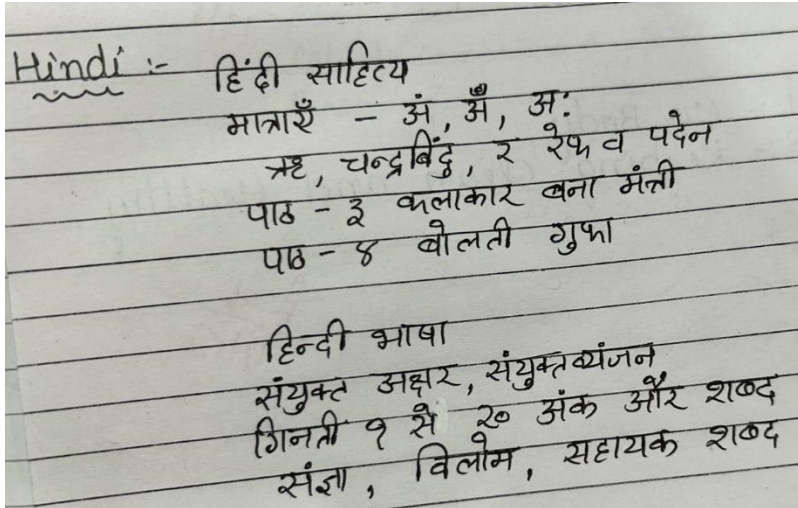 Hindi :- हिंदी साहित्य
मात्राएँ - अं, अँ, अः
ऋ, चन्द्रबिंदु, र रेफ व पदेन
पाठ - ३ कलाकार बना मंत्री
पाठ - ४ बोलती गुफा
हिन्दी भाषा
संयुक्त अक्षर, संयुक्त व्यंजन
गिनती १ से २० अंक और शब्द
संज्ञा, विलोम, सहायक शब्द